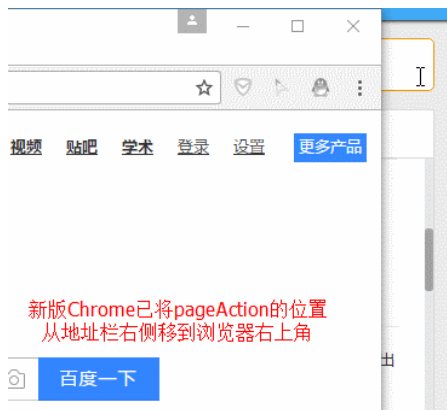 视频 贴吧 学术 登录 设置 更多产品
新版Chrome已将pageAction的位置
从地址栏右侧移到浏览器右上角
出
百度一下